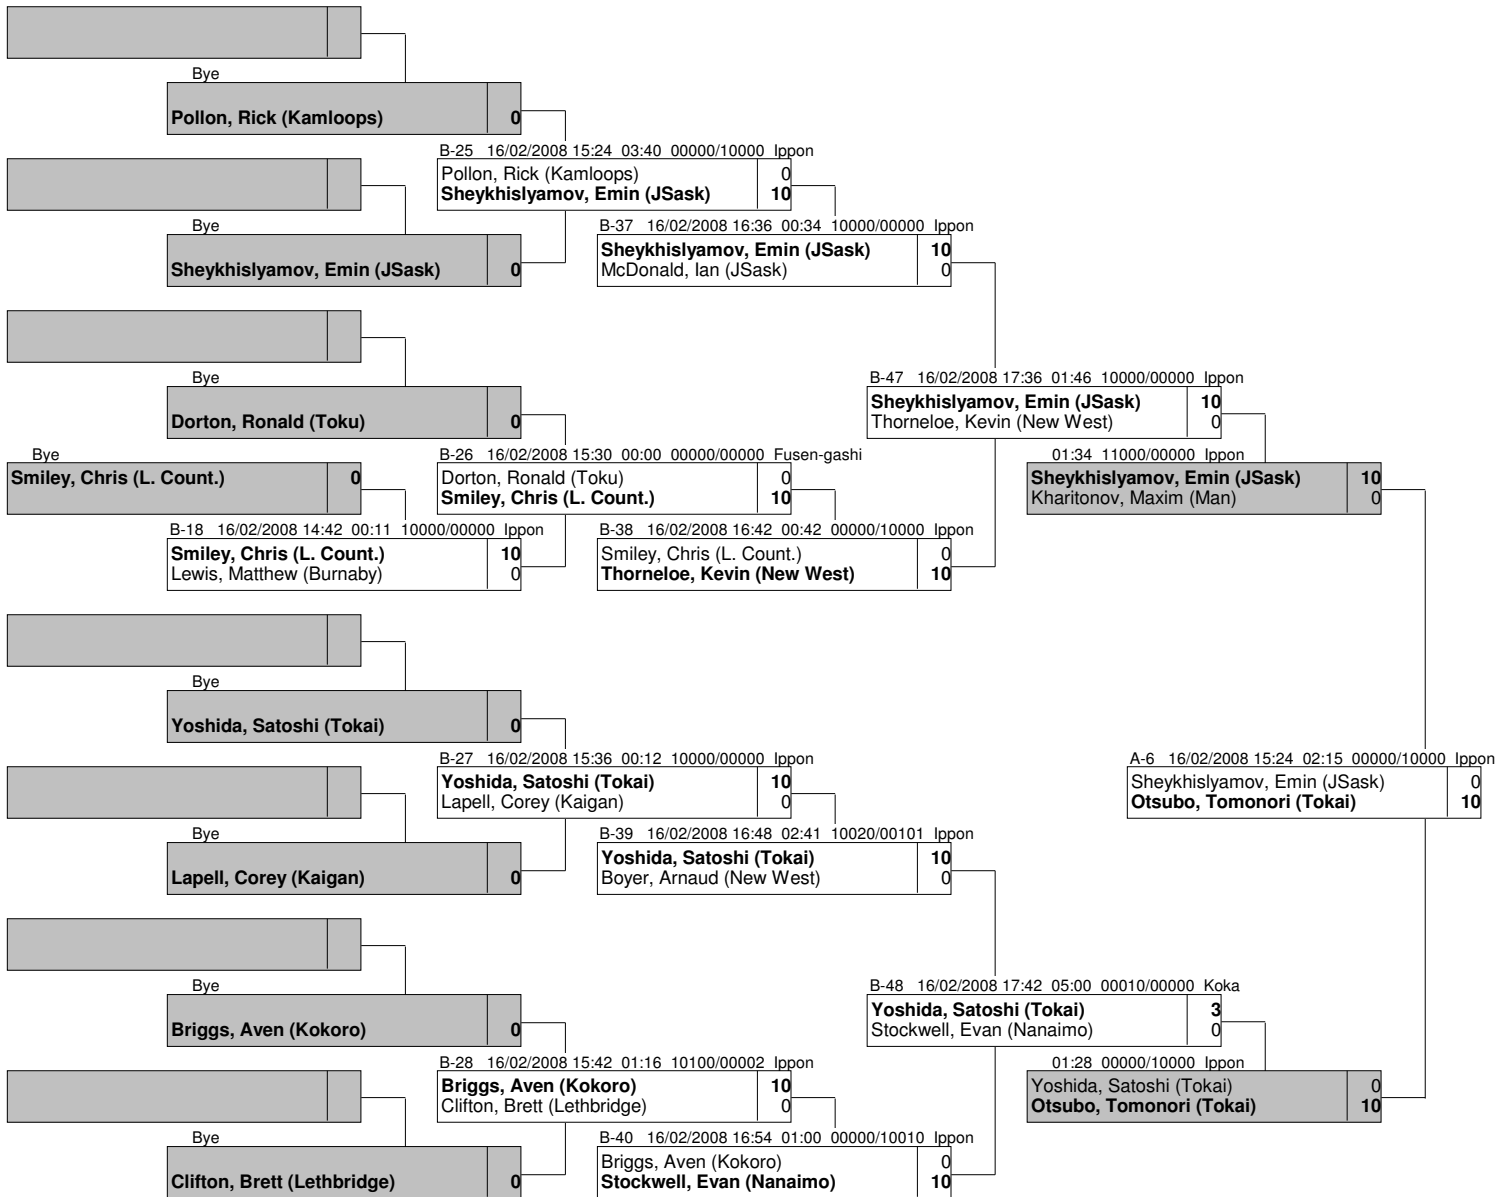 Bye
Pollon, Rick (Kamloops) 0
B-25 16/02/2008 15:24 03:40 00000/10000 Ippon
Pollon, Rick (Kamloops) 0
Sheykhislyamov, Emin (JSask) 10
Bye
Sheykhislyamov, Emin (JSask) 0
B-37 16/02/2008 16:36 00:34 10000/00000 Ippon
Sheykhislyamov, Emin (JSask) 10
McDonald, Ian (JSask) 0
Bye
Dorton, Ronald (Toku) 0
B-47 16/02/2008 17:36 01:46 10000/00000 Ippon
Sheykhislyamov, Emin (JSask) 10
Thorneloe, Kevin (New West) 0
Bye
Smiley, Chris (L. Count.) 0
B-26 16/02/2008 15:30 00:00 00000/00000 Fusen-gashi
Dorton, Ronald (Toku) 0
Smiley, Chris (L. Count.) 10
01:34 11000/00000 Ippon
Sheykhislyamov, Emin (JSask) 10
Kharitonov, Maxim (Man) 0
B-18 16/02/2008 14:42 00:11 10000/00000 Ippon
Smiley, Chris (L. Count.) 10
Lewis, Matthew (Burnaby) 0
B-38 16/02/2008 16:42 00:42 00000/10000 Ippon
Smiley, Chris (L. Count.) 0
Thorneloe, Kevin (New West) 10
Bye
Yoshida, Satoshi (Tokai) 0
B-27 16/02/2008 15:36 00:12 10000/00000 Ippon
Yoshida, Satoshi (Tokai) 10
Lapell, Corey (Kaigan) 0
A-6 16/02/2008 15:24 02:15 00000/10000 Ippon
Sheykhislyamov, Emin (JSask) 0
Otsubo, Tomonori (Tokai) 10
Bye
Lapell, Corey (Kaigan) 0
B-39 16/02/2008 16:48 02:41 10020/00101 Ippon
Yoshida, Satoshi (Tokai) 10
Boyer, Arnaud (New West) 0
Bye
Briggs, Aven (Kokoro) 0
B-48 16/02/2008 17:42 05:00 00010/00000 Koka
Yoshida, Satoshi (Tokai) 3
Stockwell, Evan (Nanaimo) 0
B-28 16/02/2008 15:42 01:16 10100/00002 Ippon
Briggs, Aven (Kokoro) 10
Clifton, Brett (Lethbridge) 0
01:28 00000/10000 Ippon
Yoshida, Satoshi (Tokai) 0
Otsubo, Tomonori (Tokai) 10
Bye
Clifton, Brett (Lethbridge) 0
B-40 16/02/2008 16:54 01:00 00000/10010 Ippon
Briggs, Aven (Kokoro) 0
Stockwell, Evan (Nanaimo) 10